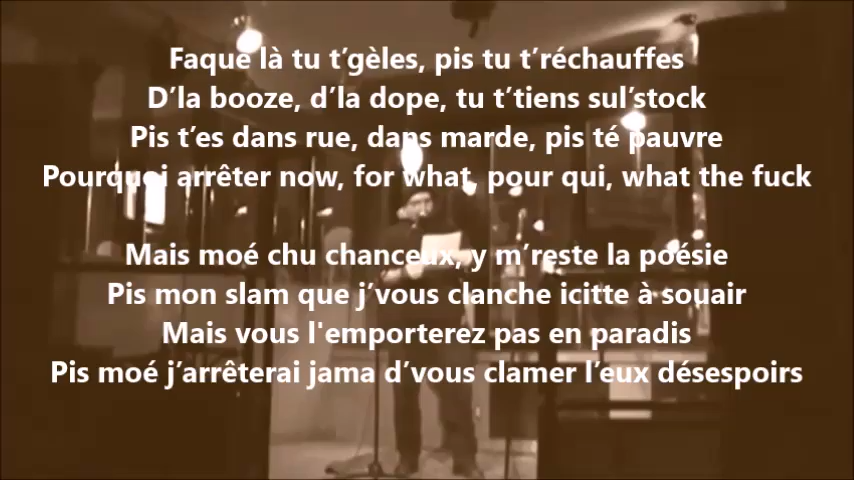 Faque là tu t’gèles, pis tu t’réchauffes
D’la booze, d’la dope, tu t’tiens sul’stock
Pis t’es dans rue, dans marde, pis té pauvre
Pourquoi arrêter now, for what, pour qui, what the fuck
Mais moé chu chanceux, y m’reste la poésie
Pis mon slam que j’vous clanche icitte à souair
Mais vous l'emporterez pas en paradis
Pis moé j’arrêterai jama d’vous clamer l’eux désespoirs